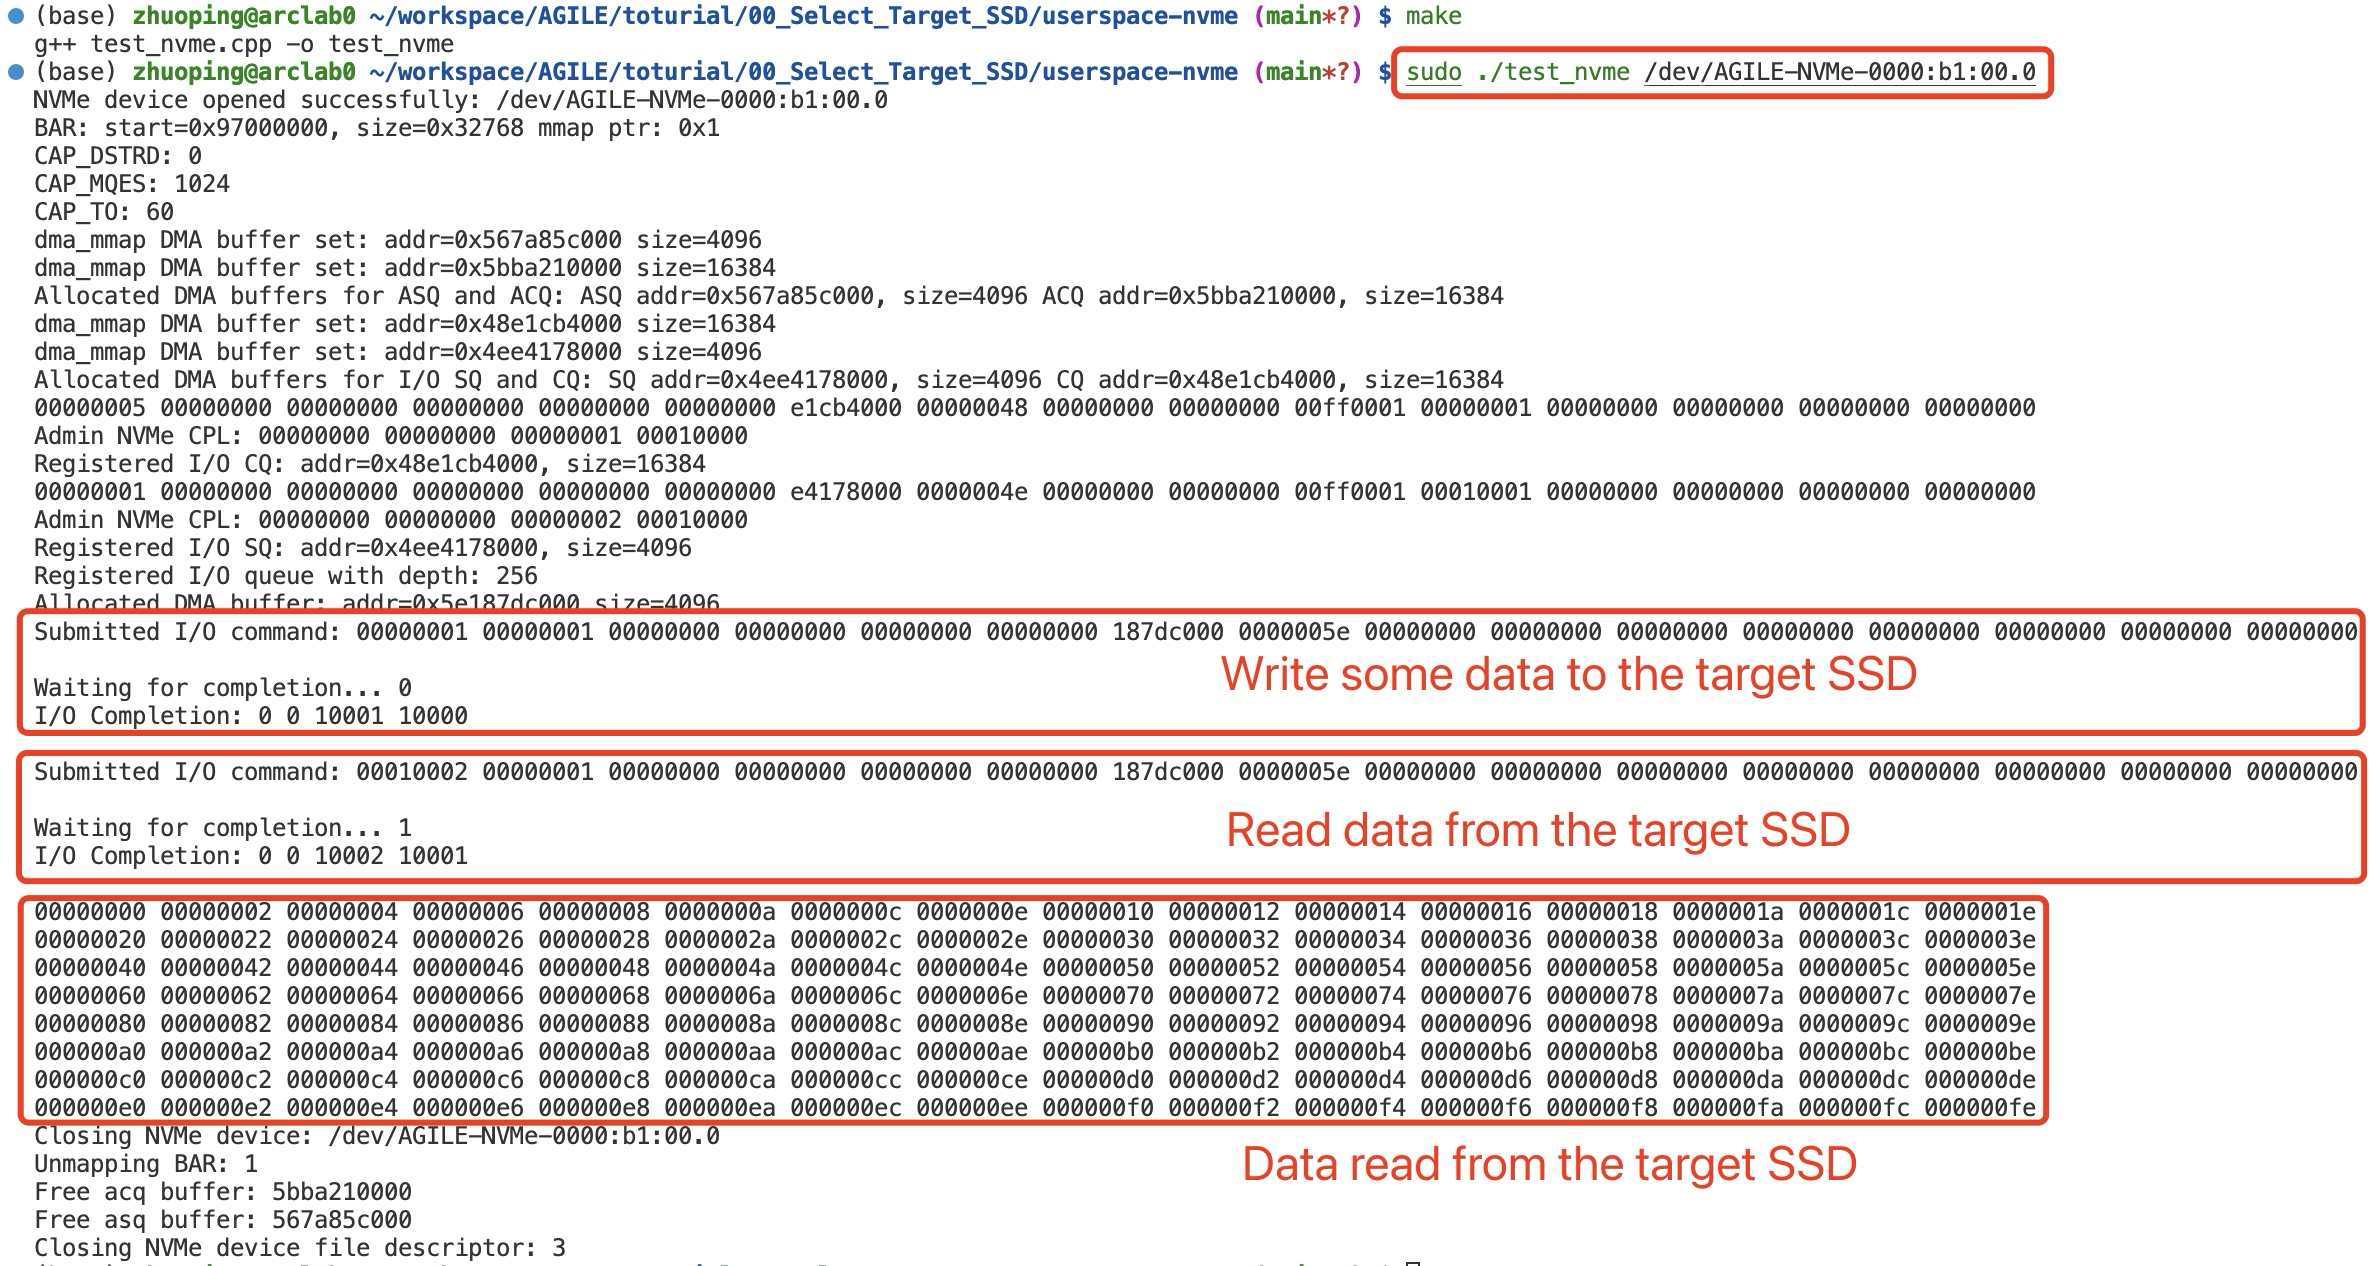 (base) zhuoping@arclab0 ~/workspace/AGILE/toturial/00_Select_Target_SSD/userspace-nvme (main*?) $ make
g++ test_nvme.cpp -o test_nvme
(base) zhuoping@arclab0 ~/workspace/AGILE/toturial/00_Select_Target_SSD/userspace-nvme (main*?) $ sudo ./test_nvme /dev/AGILE-NVMe-0000:b1:00.0
NVMe device opened successfully: /dev/AGILE-NVMe-0000:b1:00.0
BAR: start=0x97000000, size=0x32768 mmap ptr: 0x1
CAP_DSTRD: 0
CAP_MQES: 1024
CAP_TO: 60
dma_mmap DMA buffer set: addr=0x567a85c000 size=4096
dma_mmap DMA buffer set: addr=0x5bba210000 size=16384
Allocated DMA buffers for ASQ and ACQ: ASQ addr=0x567a85c000, size=4096 ACQ addr=0x5bba210000, size=16384
dma_mmap DMA buffer set: addr=0x48e1cb4000 size=16384
dma_mmap DMA buffer set: addr=0x4ee4178000 size=4096
Allocated DMA buffers for I/O SQ and CQ: SQ addr=0x4ee4178000, size=4096 CQ addr=0x48e1cb4000, size=16384
00000005 00000000 00000000 00000000 00000000 00000000 e1cb4000 00000048 00000000 00000000 00ff0001 00000001 00000000 00000000 00000000 00000000
Admin NVMe CPL: 00000000 00000000 00000001 00010000
Registered I/O CQ: addr=0x48e1cb4000, size=16384
00000001 00000000 00000000 00000000 00000000 00000000 e4178000 0000004e 00000000 00000000 00ff0001 00010001 00000000 00000000 00000000 00000000
Admin NVMe CPL: 00000000 00000000 00000002 00010000
Registered I/O SQ: addr=0x4ee4178000, size=4096
Registered I/O queue with depth: 256
Allocated DMA buffer: addr=0x5e187dc000 size=4096
Submitted I/O command: 00000001 00000001 00000000 00000000 00000000 00000000 187dc000 0000005e 00000000 00000000 00000000 00000000 00000000 00000000 00000000 00000000
Write some data to the target SSD
Waiting for completion... 0
I/O Completion: 0 0 10001 10000
Submitted I/O command: 00010002 00000001 00000000 00000000 00000000 00000000 187dc000 0000005e 00000000 00000000 00000000 00000000 00000000 00000000 00000000 00000000
Read data from the target SSD
Waiting for completion... 1
I/O Completion: 0 0 10002 10001
00000000 00000002 00000004 00000006 00000008 0000000a 0000000c 0000000e 00000010 00000012 00000014 00000016 00000018 0000001a 0000001c 0000001e
00000020 00000022 00000024 00000026 00000028 0000002a 0000002c 0000002e 00000030 00000032 00000034 00000036 00000038 0000003a 0000003c 0000003e
00000040 00000042 00000044 00000046 00000048 0000004a 0000004c 0000004e 00000050 00000052 00000054 00000056 00000058 0000005a 0000005c 0000005e
00000060 00000062 00000064 00000066 00000068 0000006a 0000006c 0000006e 00000070 00000072 00000074 00000076 00000078 0000007a 0000007c 0000007e
00000080 00000082 00000084 00000086 00000088 0000008a 0000008c 0000008e 00000090 00000092 00000094 00000096 00000098 0000009a 0000009c 0000009e
000000a0 000000a2 000000a4 000000a6 000000a8 000000aa 000000ac 000000ae 000000b0 000000b2 000000b4 000000b6 000000b8 000000ba 000000bc 000000be
000000c0 000000c2 000000c4 000000c6 000000c8 000000ca 000000cc 000000ce 000000d0 000000d2 000000d4 000000d6 000000d8 000000da 000000dc 000000de
000000e0 000000e2 000000e4 000000e6 000000e8 000000ea 000000ec 000000ee 000000f0 000000f2 000000f4 000000f6 000000f8 000000fa 000000fc 000000fe
Closing NVMe device: /dev/AGILE-NVMe-0000:b1:00.0
Data read from the target SSD
Unmapping BAR: 1
Free acq buffer: 5bba210000
Free asq buffer: 567a85c000
Closing NVMe device file descriptor: 3